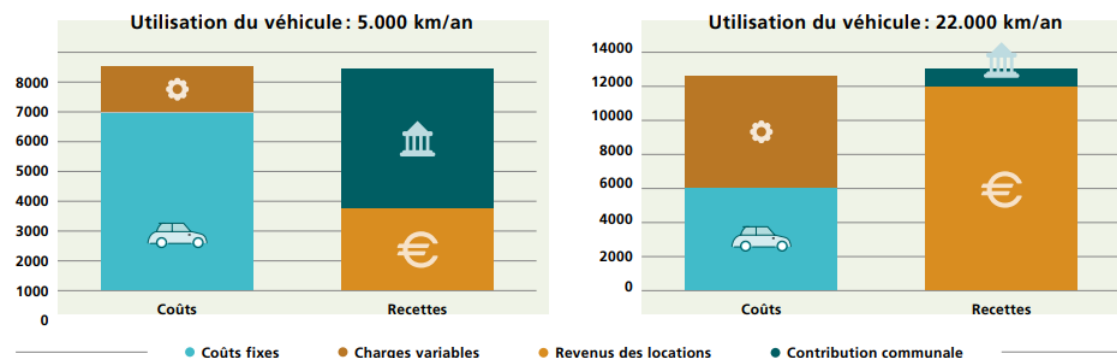 Utilisation du véhicule : 5.000 km/an
8000
7000
6000
5000
4000
3000
2000
1000
0
Coûts
Recettes
Utilisation du véhicule : 22.000 km/an
14000
12000
10000
8000
6000
4000
2000
0
Coûts
Recettes
Coûts fixes
Charges variables
Revenus des locations
Contribution communale